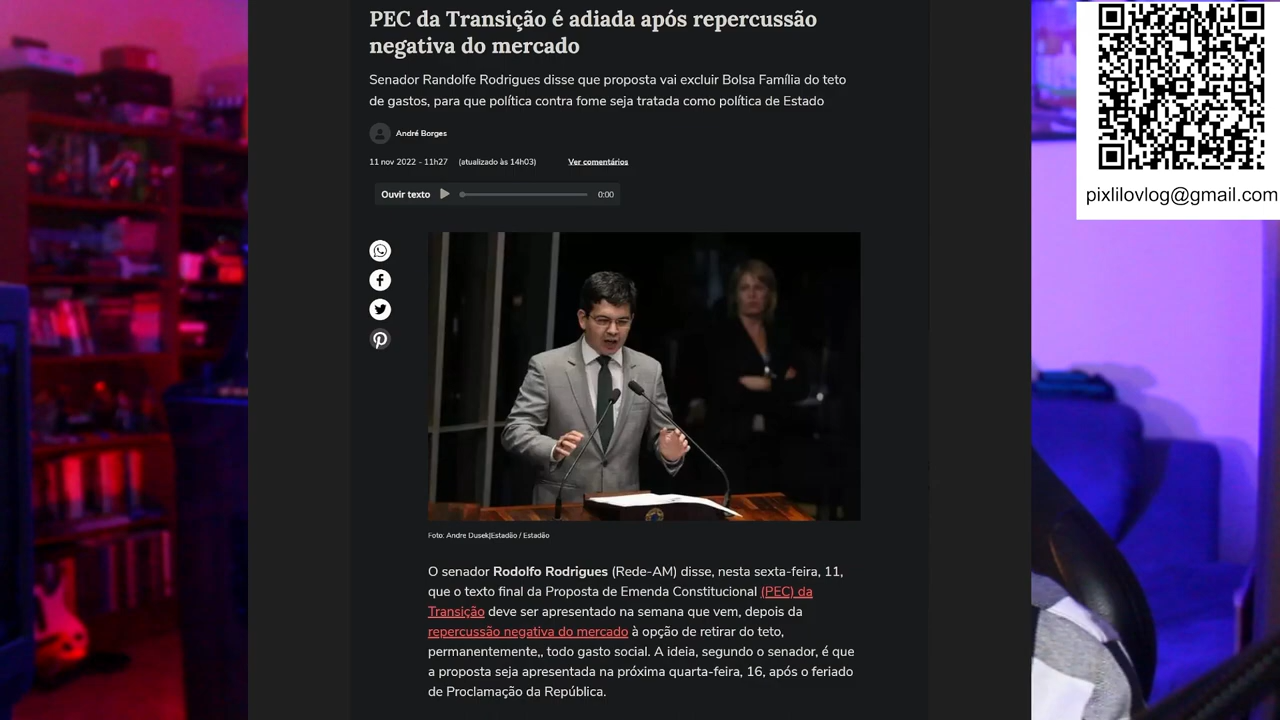 PEC da Transição é adiada após repercussão
negativa do mercado
Senador Randolfe Rodrigues disse que proposta vai excluir Bolsa Família do teto
de gastos, para que política contra fome seja tratada como política de Estado
André Borges
11 nov 2022 - 11h27 (atualizado às 14h03) Ver comentários
Ouvir texto 0:00
Foto: Andre Dusek|Estadão / Estadão
O senador Rodolfo Rodrigues (Rede-AM) disse, nesta sexta-feira, 11,
que o texto final da Proposta de Emenda Constitucional (PEC) da
Transição deve ser apresentado na semana que vem, depois da
repercussão negativa do mercado à opção de retirar do teto,
permanentemente,, todo gasto social. A ideia, segundo o senador, é que
a proposta seja apresentada na próxima quarta-feira, 16, após o feriado
de Proclamação da República.
pixlilovlog@gmail.com